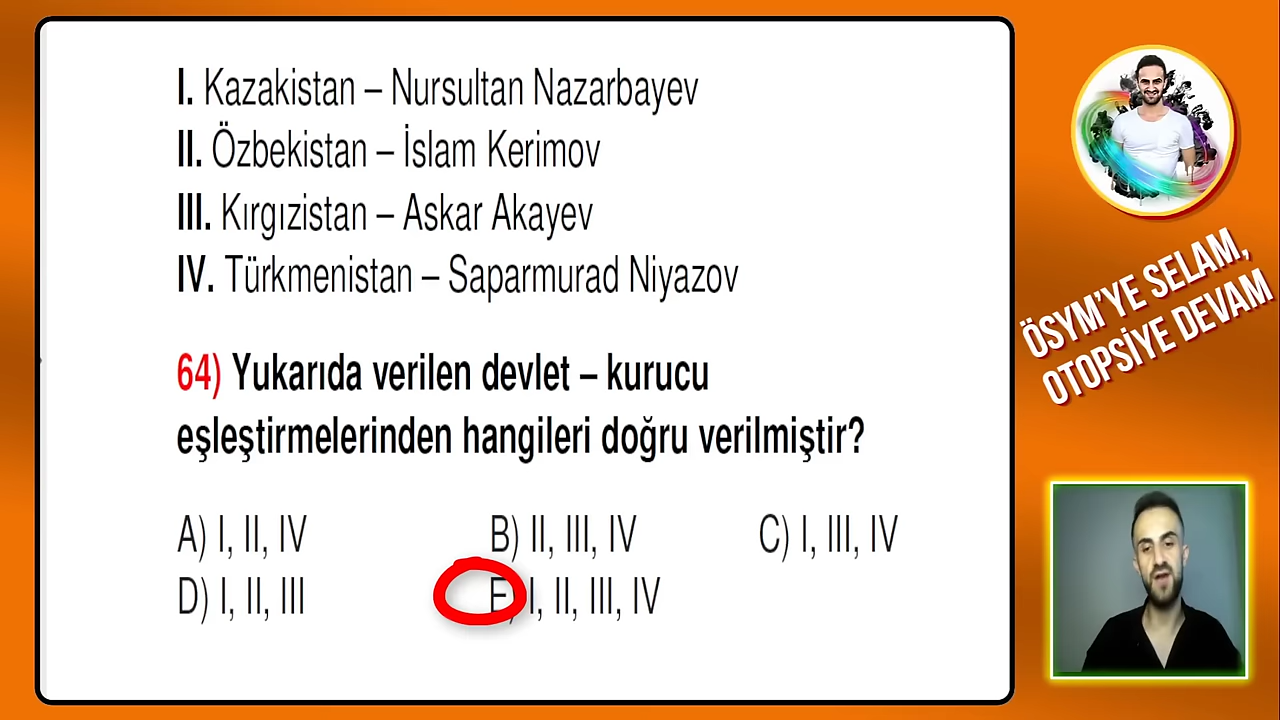 I. Kazakistan – Nursultan Nazarbayev
II. Özbekistan – İslam Kerimov
III. Kırgızistan – Askar Akayev
IV. Türkmenistan – Saparmurad Niyazov
64) Yukarıda verilen devlet – kurucu
eşleştirmelerinden hangileri doğru verilmiştir?
A) I, II, IV B) II, III, IV C) I, III, IV
D) I, II, III E) I, II, III, IV
ÖSYM'YE SELAM,
OTOPSİYE DEVAM